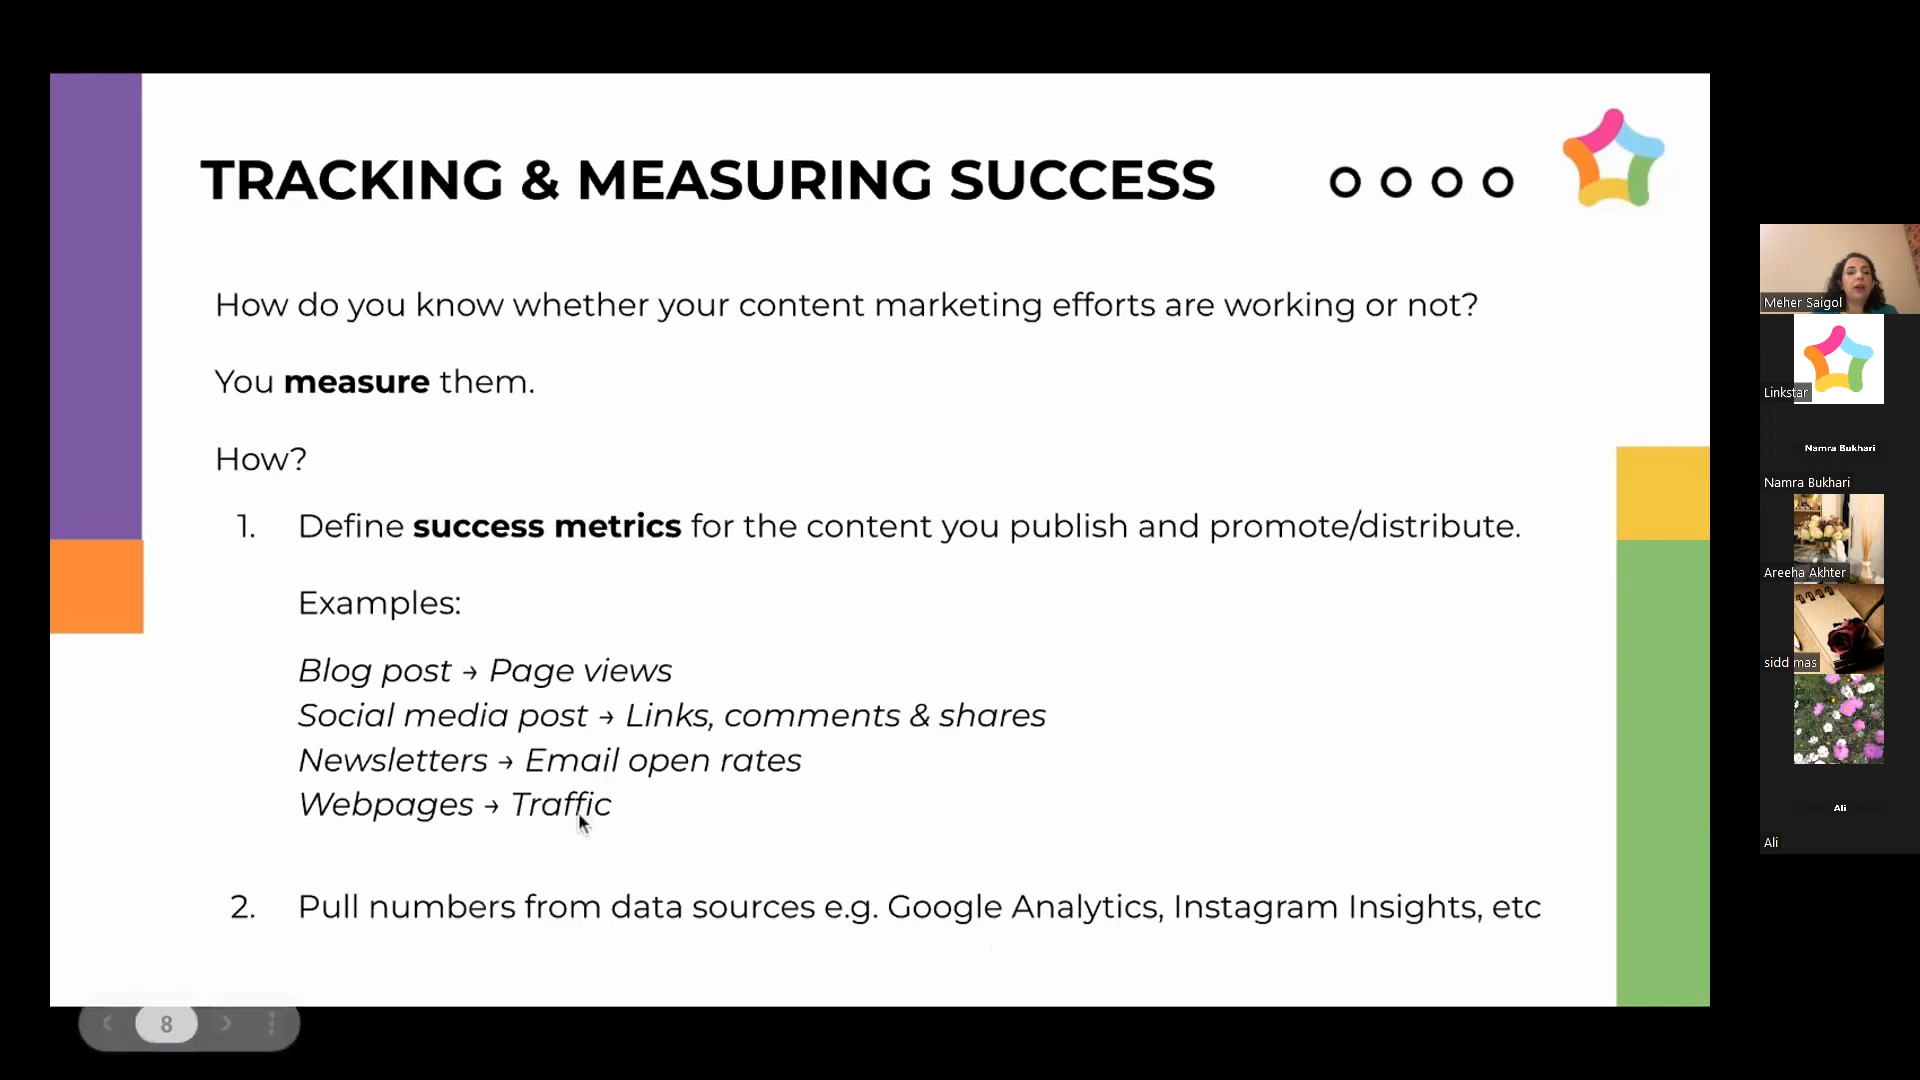 TRACKING & MEASURING SUCCESS
How do you know whether your content marketing efforts are working or not?
You measure them.
How?
1. Define success metrics for the content you publish and promote/distribute.
Examples:
Blog post → Page views
Social media post → Links, comments & shares
Newsletters → Email open rates
Webpages → Traffic
2. Pull numbers from data sources e.g. Google Analytics, Instagram Insights, etc
8
Meher Saigol
Linkstar
Namra Bukhari
Namra Bukhari
Areeha Akhter
sidd mas
Ali
Ali